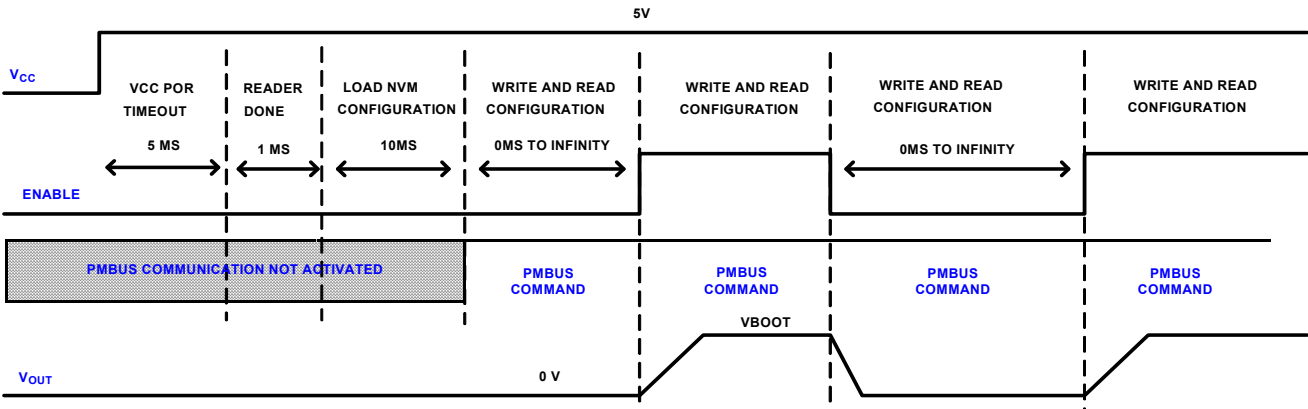 5V
VCC
VCC POR
TIMEOUT
5 MS
READER
DONE
1 MS
LOAD NVM
CONFIGURATION
10MS
WRITE AND READ
CONFIGURATION
0MS TO INFINITY
WRITE AND READ
CONFIGURATION
WRITE AND READ
CONFIGURATION
0MS TO INFINITY
WRITE AND READ
CONFIGURATION
ENABLE
PMBUS COMMUNICATION NOT ACTIVATED
PMBUS
COMMAND
PMBUS
COMMAND
PMBUS
COMMAND
PMBUS
COMMAND
VBOOT
VOUT
0 V